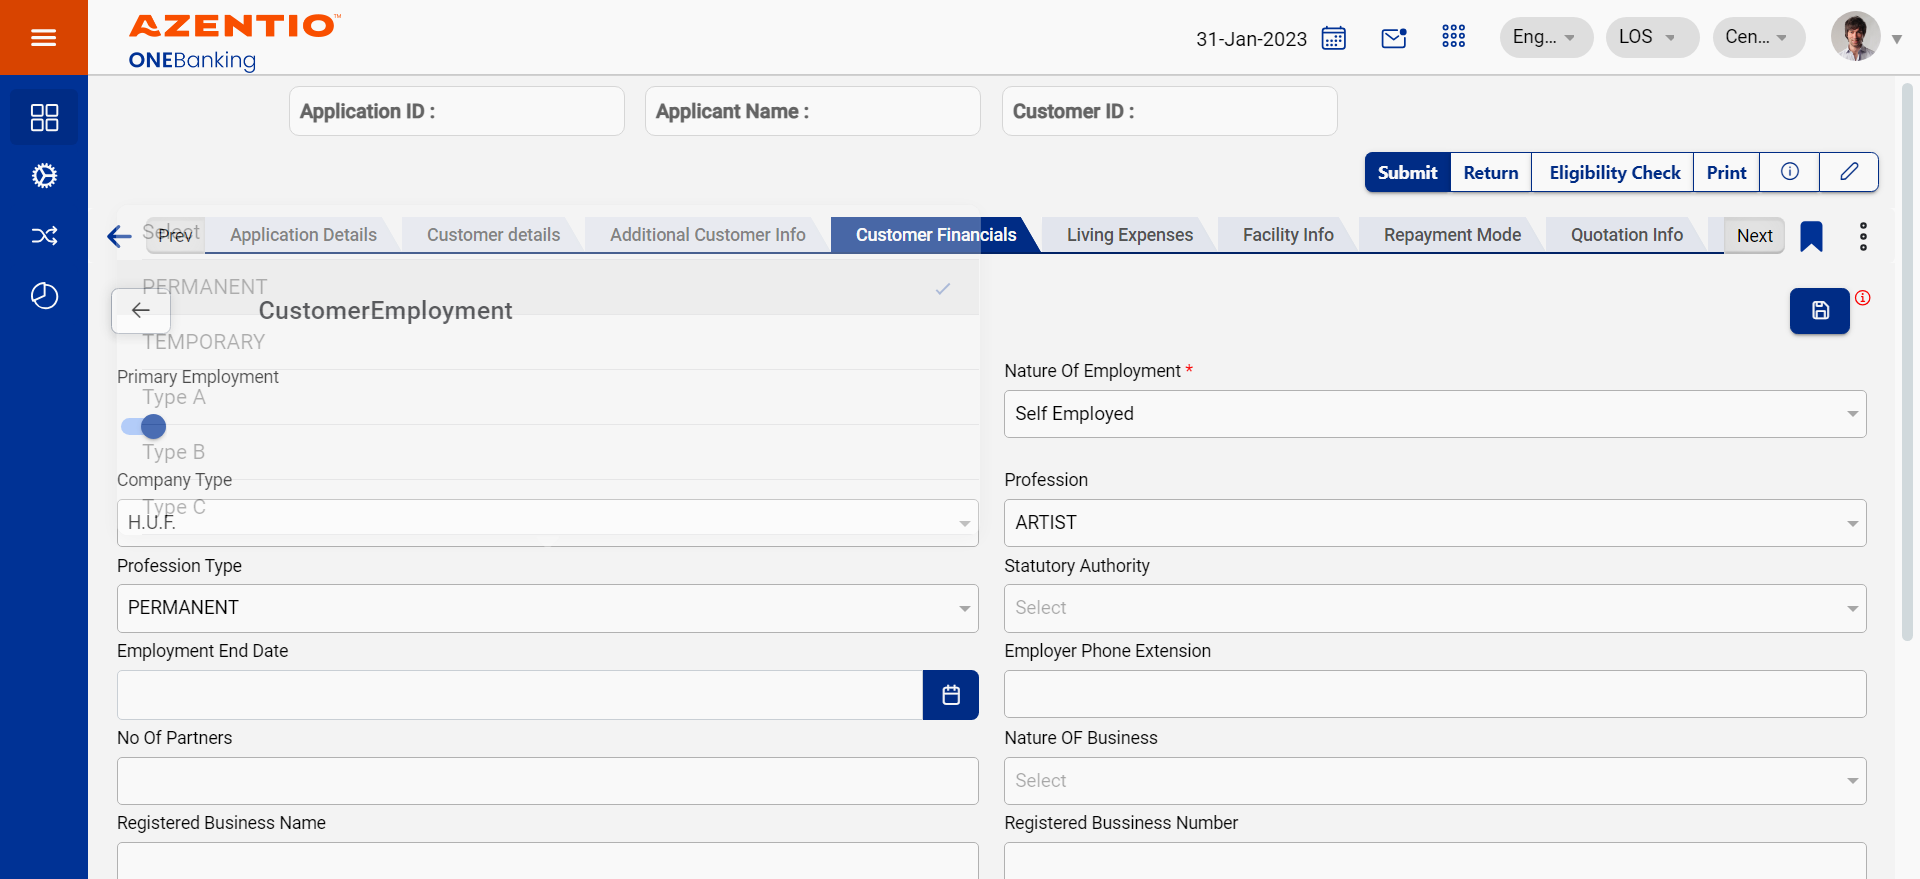 AZENTIO™
ONEBanking
31-Jan-2023
Eng...
LOS
Cen...
Application ID :
Applicant Name :
Customer ID :
Submit
Return
Eligibility Check
Print
Select
Prev
Application Details
Customer details
Additional Customer Info
Customer Financials
Living Expenses
Facility Info
Repayment Mode
Quotation Info
Next
PERMANENT
CustomerEmployment
TEMPORARY
Primary Employment
Nature Of Employment *
Type A
Self Employed
Type B
Company Type
Profession
Type C
H.U.F.
ARTIST
Profession Type
Statutory Authority
PERMANENT
Select
Employment End Date
Employer Phone Extension
No Of Partners
Nature OF Business
Select
Registered Business Name
Registered Bussiness Number